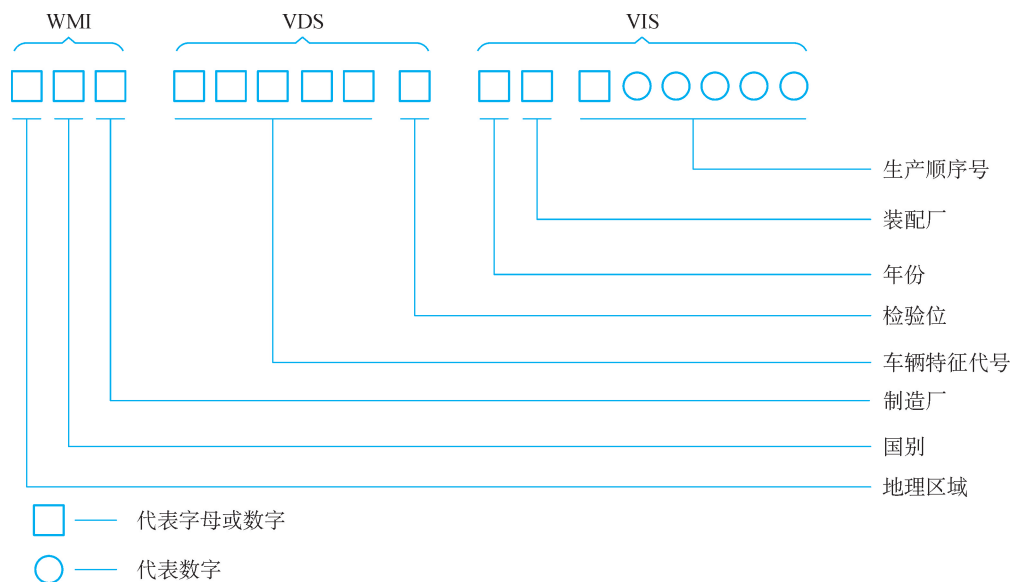 WMI VDS VIS
生产顺序号
装配厂
年份
检验位
车辆特征代号
制造厂
国别
地理区域
代表字母或数字
代表数字